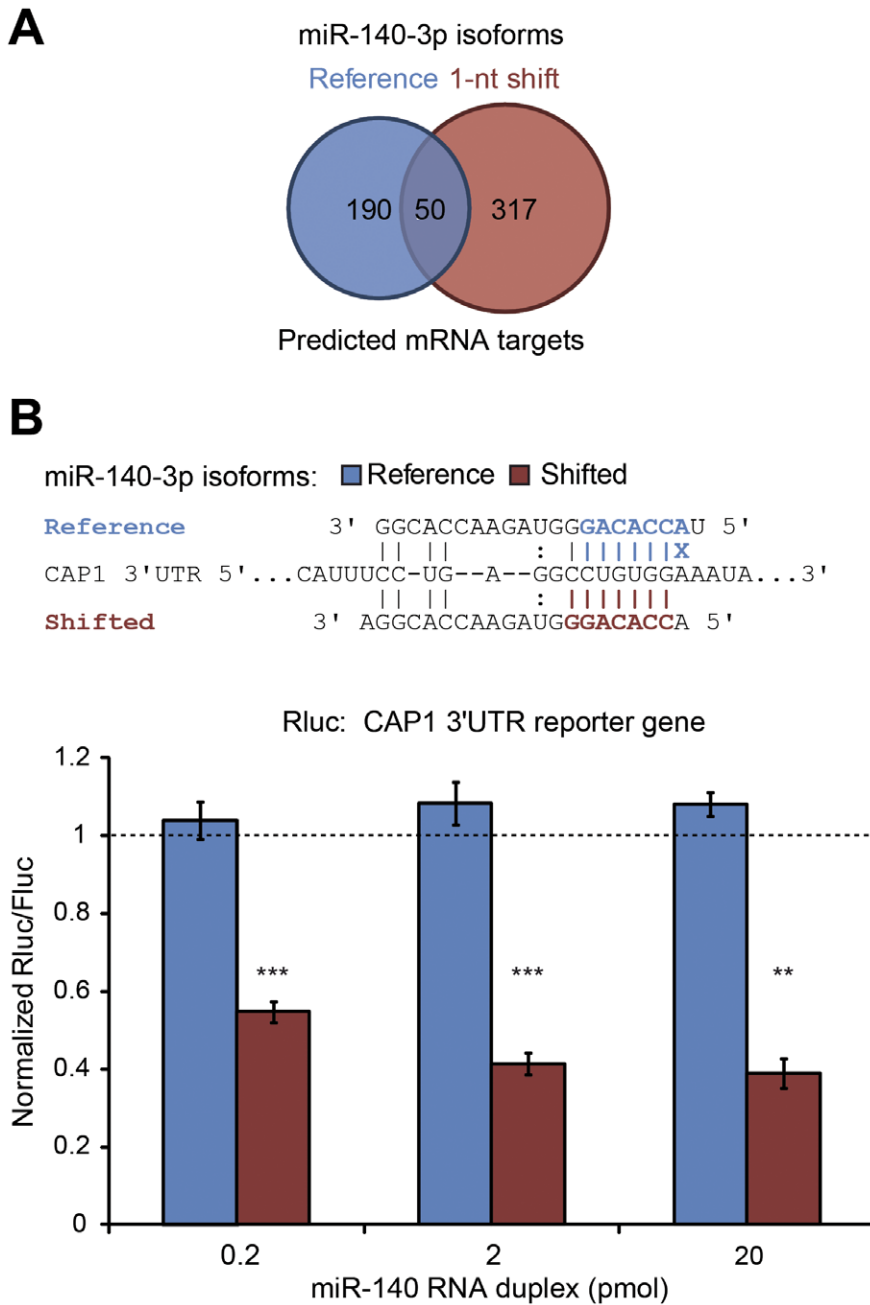 A
miR-140-3p isoforms
Reference 1-nt shift
190 50 317
Predicted mRNA targets
B
miR-140-3p isoforms: Reference Shifted
Reference 3' GGCACCAAGAUGGGACACCAU 5'
|| || : |||||||X
CAP1 3'UTR 5'...CAUUUCC-UG--A--GGCCUGUGGAAAUA...3'
|| || : |||||||
Shifted 3' AGGCACCAAGAUGGGACACCA 5'
Rluc: CAP1 3'UTR reporter gene
Normalized Rluc/Fluc
1.2
1
0.8
0.6
0.4
0.2
0
*** *** **
0.2 2 20
miR-140 RNA duplex (pmol)